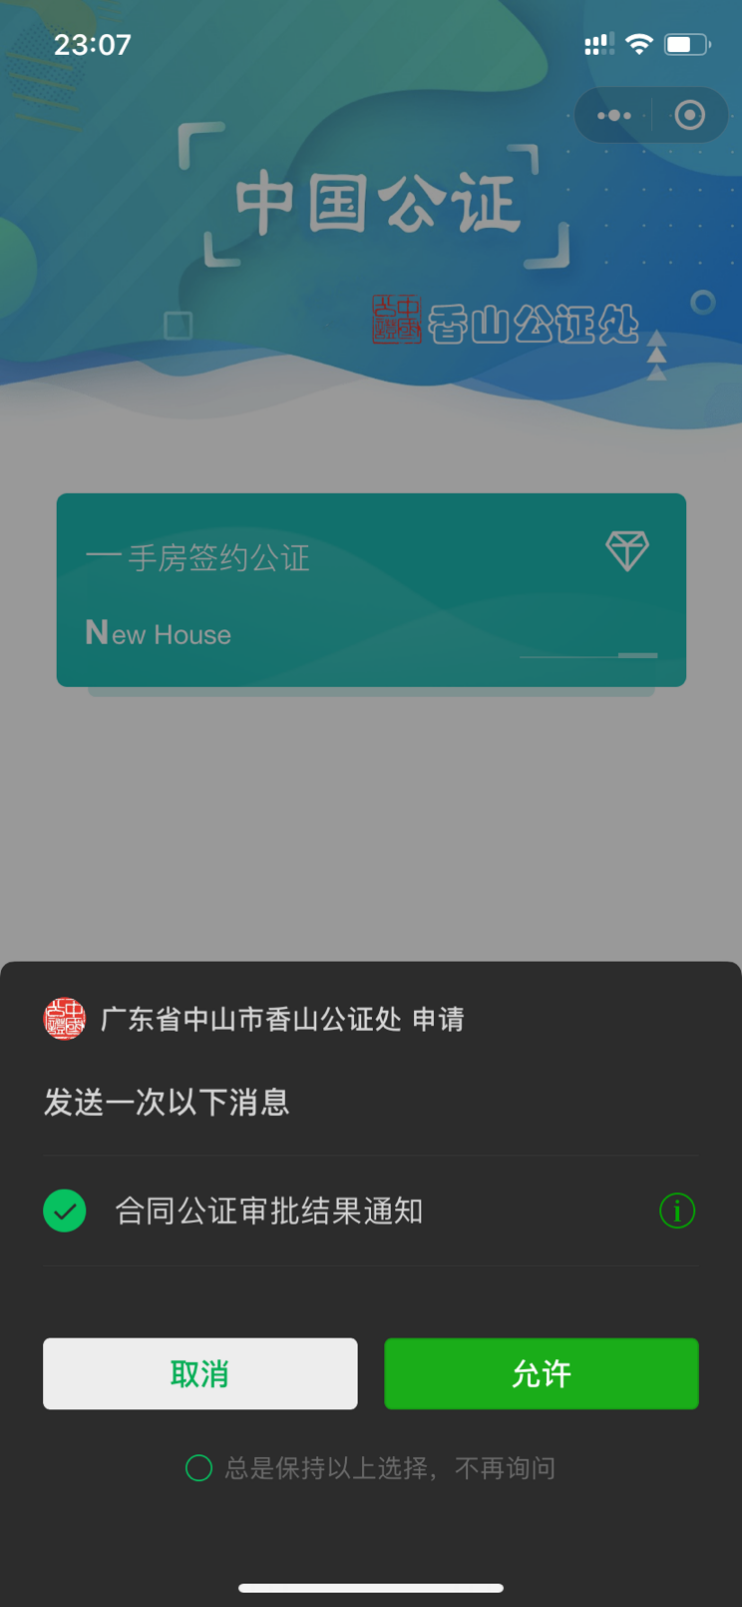 23:07
中国公证
香山公证处
一手房签约公证
New House
广东省中山市香山公证处 申请
发送一次以下消息
合同公证审批结果通知
取消
允许
总是保持以上选择，不再询问